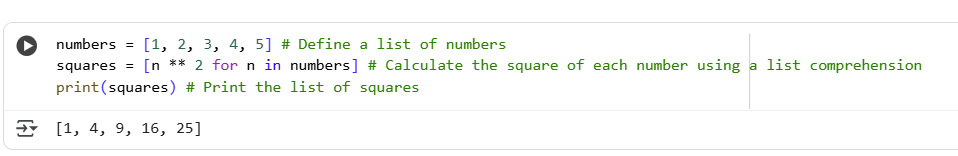 numbers = [1, 2, 3, 4, 5] # Define a list of numbers
squares = [n ** 2 for n in numbers] # Calculate the square of each number using a list comprehension
print(squares) # Print the list of squares
[1, 4, 9, 16, 25]